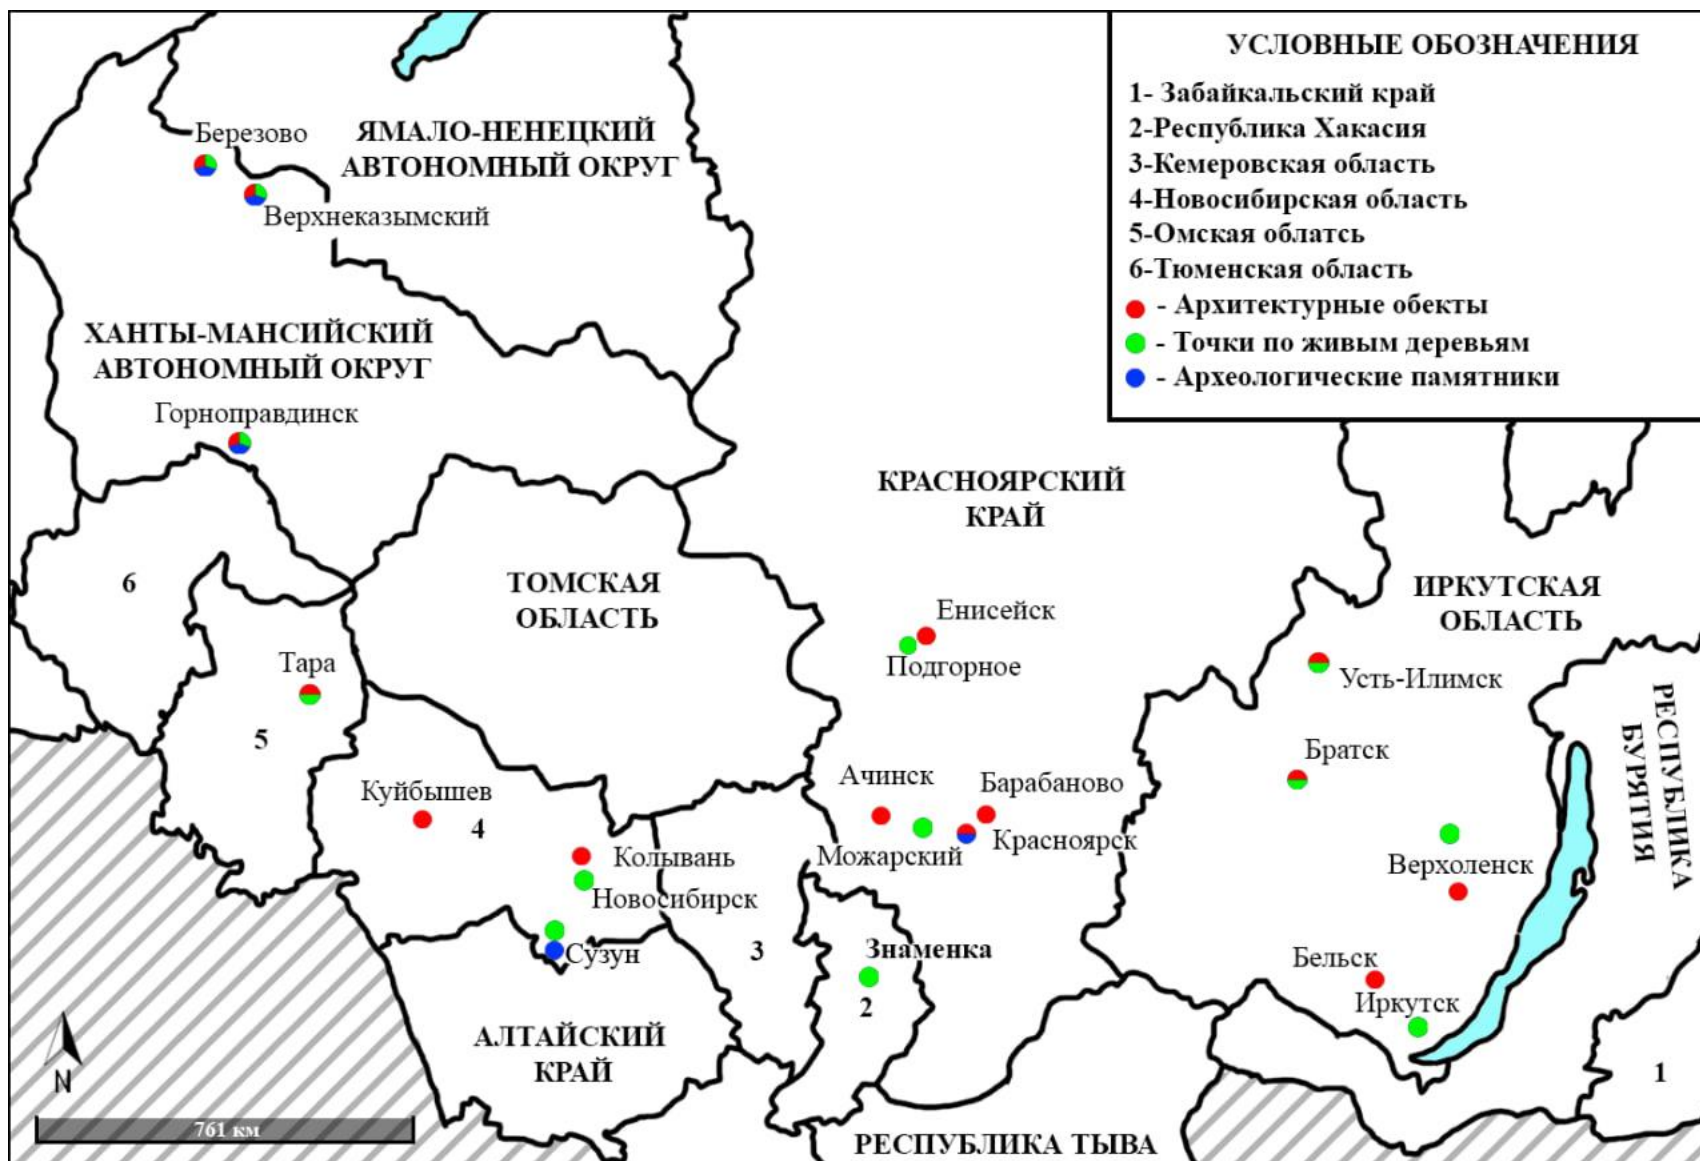 УСЛОВНЫЕ ОБОЗНАЧЕНИЯ
1- Забайкальский край
2-Республика Хакасия
3-Кемеровская область
4-Новосибирская область
5-Омская облатсь
6-Тюменская область
- Архитектурные обекты
- Точки по живым деревьям
- Археологические памятники
Березово
ЯМАЛО-НЕНЕЦКИЙ
АВТОНОМНЫЙ ОКРУГ
Верхнеказымский
ХАНТЫ-МАНСИЙСКИЙ
АВТОНОМНЫЙ ОКРУГ
Горноправдинск
КРАСНОЯРСКИЙ
КРАЙ
6
ТОМСКАЯ
ОБЛАСТЬ
ИРКУТСКАЯ
ОБЛАСТЬ
Енисейск
Подгорное
Тара
Усть-Илимск
РЕСПУБЛИКА
БУРЯТИЯ
5
Братск
Куйбышев
4
Ачинск
Барабаново
Можарский
Красноярск
Колывань
Новосибирск
Верхоленск
Сузун
3
Знаменка
2
Бельск
Иркутск
АЛТАЙСКИЙ
КРАЙ
1
N
761 км
РЕСПУБЛИКА ТЫВА